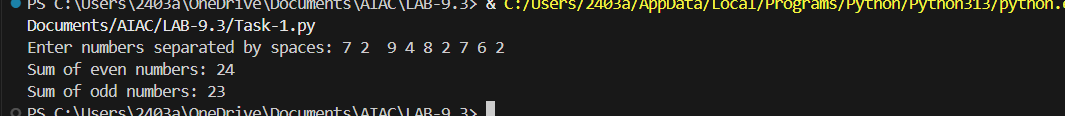 PS C:\Users\2403a\OneDrive\Documents\AIAC\LAB-9.3> & C:/Users/2403a/AppData/Local/Programs/Python/Python313/python.
Documents/AIAC/LAB-9.3/Task-1.py
Enter numbers separated by spaces: 7 2  9 4 8 2 7 6 2
Sum of even numbers: 24
Sum of odd numbers: 23
PS C:\Users\2403a\OneDrive\Documents\AIAC\LAB-9.3>